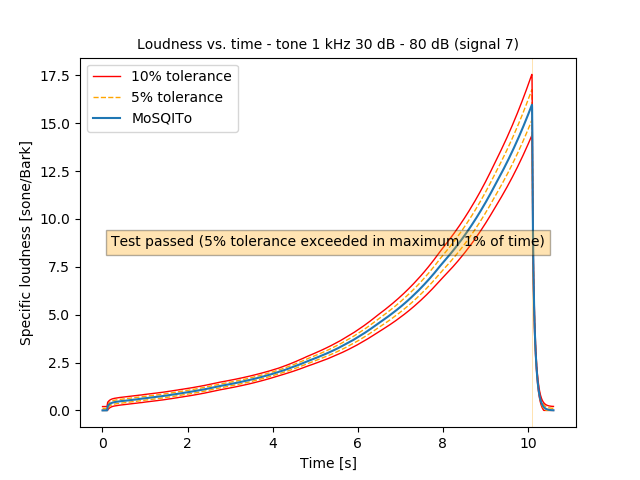 Loudness vs. time - tone 1 kHz 30 dB - 80 dB (signal 7)
10% tolerance
5% tolerance
MoSQITo
Test passed (5% tolerance exceeded in maximum 1% of time)
Specific loudness [sone/Bark]
17.5
15.0
12.5
10.0
7.5
5.0
2.5
0.0
0 2 4 6 8 10
Time [s]